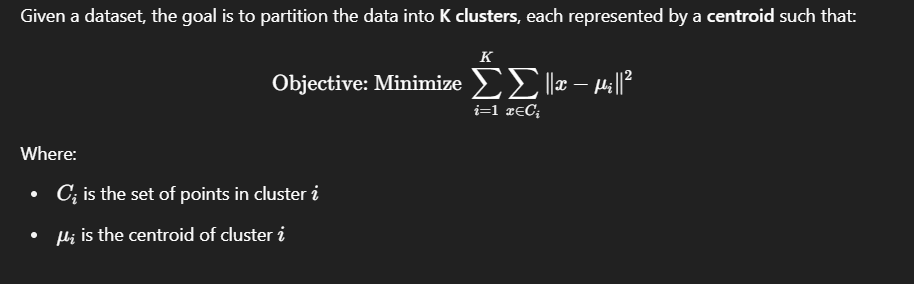 Given a dataset, the goal is to partition the data into K clusters, each represented by a centroid such that:
Objective: Minimize $\sum_{i=1}^{K} \sum_{x \in C_i} \|x - \mu_i\|^2$
Where:
• $C_i$ is the set of points in cluster $i$
• $\mu_i$ is the centroid of cluster $i$